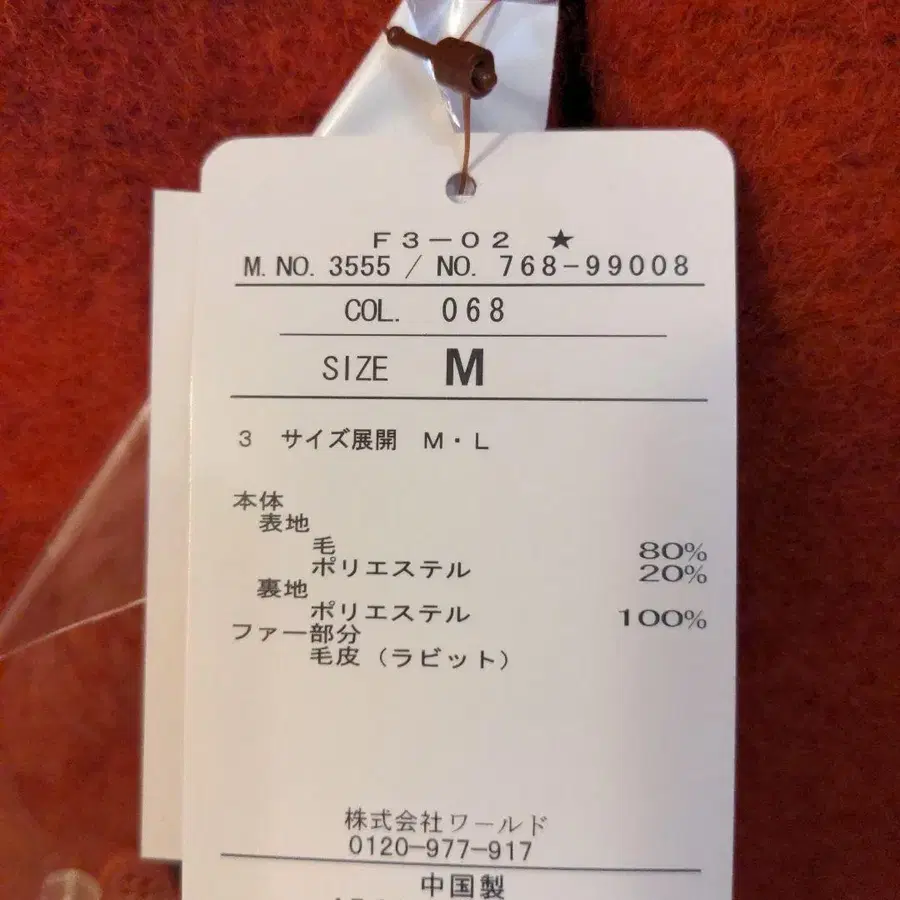 F3-02 ★
M. NO. 3555 / NO. 768-99008
COL. 068
SIZE M
3 サイズ展開 M・L
本体
表地
毛 80%
ポリエステル 20%
裏地
ポリエステル 100%
ファー部分
毛皮(ラビット)
株式会社ワールド
0120-977-917
中国製